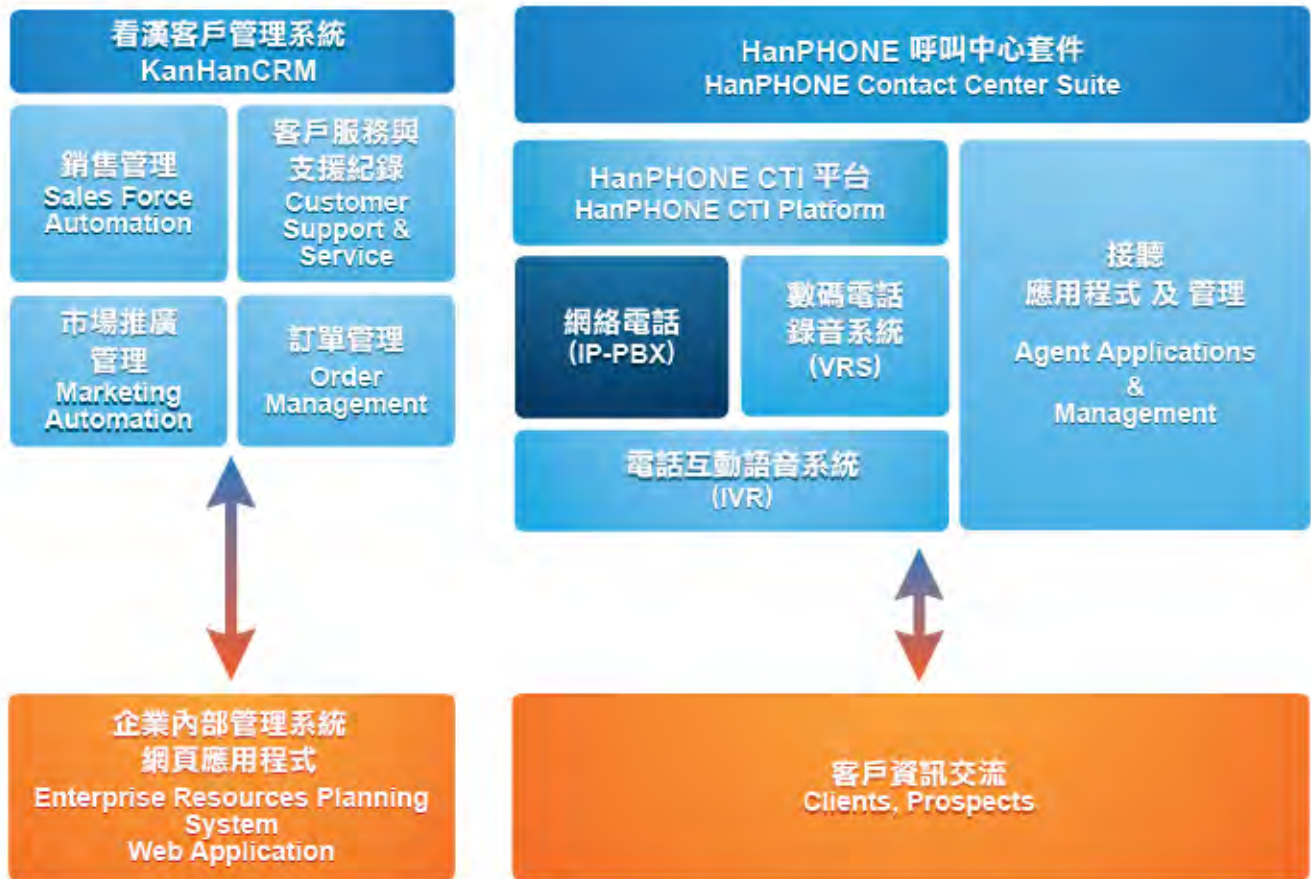 看漢客戶管理系統
KanHanCRM
銷售管理
Sales Force
Automation
客戶服務與
支援紀錄
Customer
Support &
Service
市場推廣
管理
Marketing
Automation
訂單管理
Order
Management
企業內部管理系統
網頁應用程式
Enterprise Resources Planning
System
Web Application
HanPHONE 呼叫中心套件
HanPHONE Contact Center Suite
HanPHONE CTI 平台
HanPHONE CTI Platform
網絡電話
(IP-PBX)
數碼電話
錄音系統
(VRS)
電話互動語音系統
(IVR)
接聽
應用程式 及 管理
Agent Applications
&
Management
客戶資訊交流
Clients, Prospects